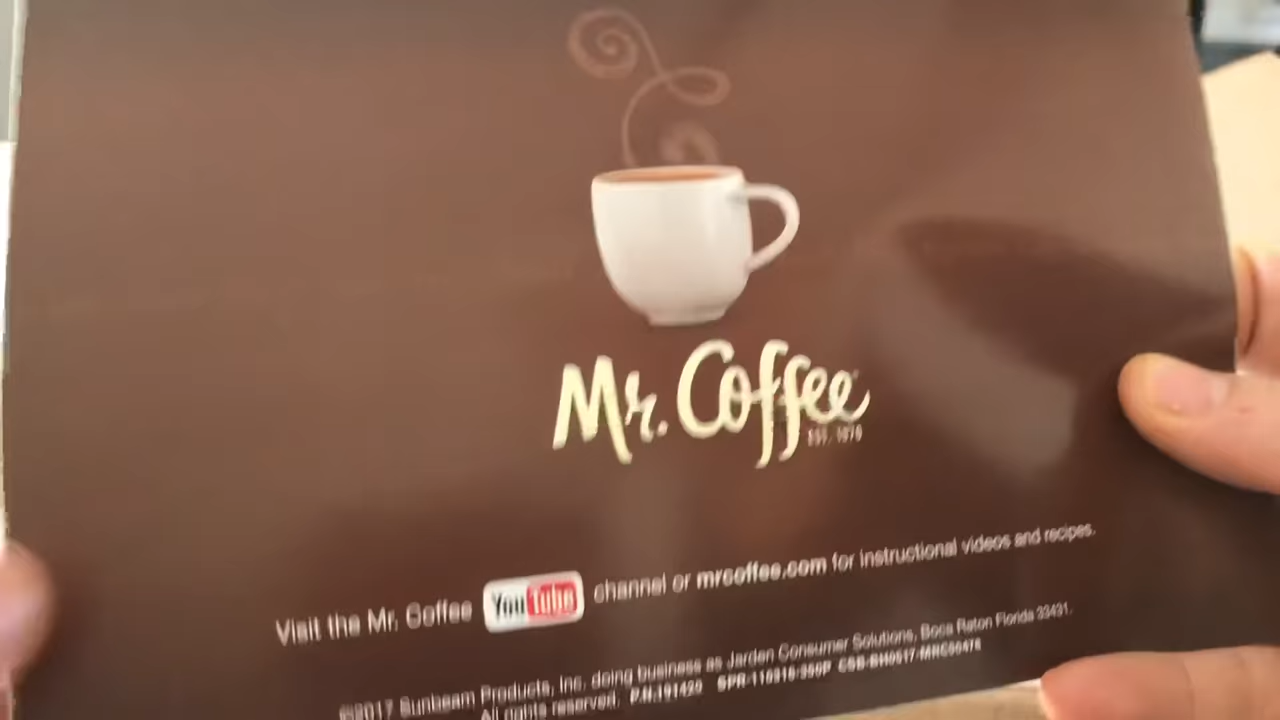 Mr. Coffee
EST. 1970
Visit the Mr. Coffee YouTube channel or mrcoffee.com for instructional videos and recipes.
©2017 Sunbeam Products, Inc. doing business as Jarden Consumer Solutions, Boca Raton Florida 33431.
All rights reserved. P.N.191420